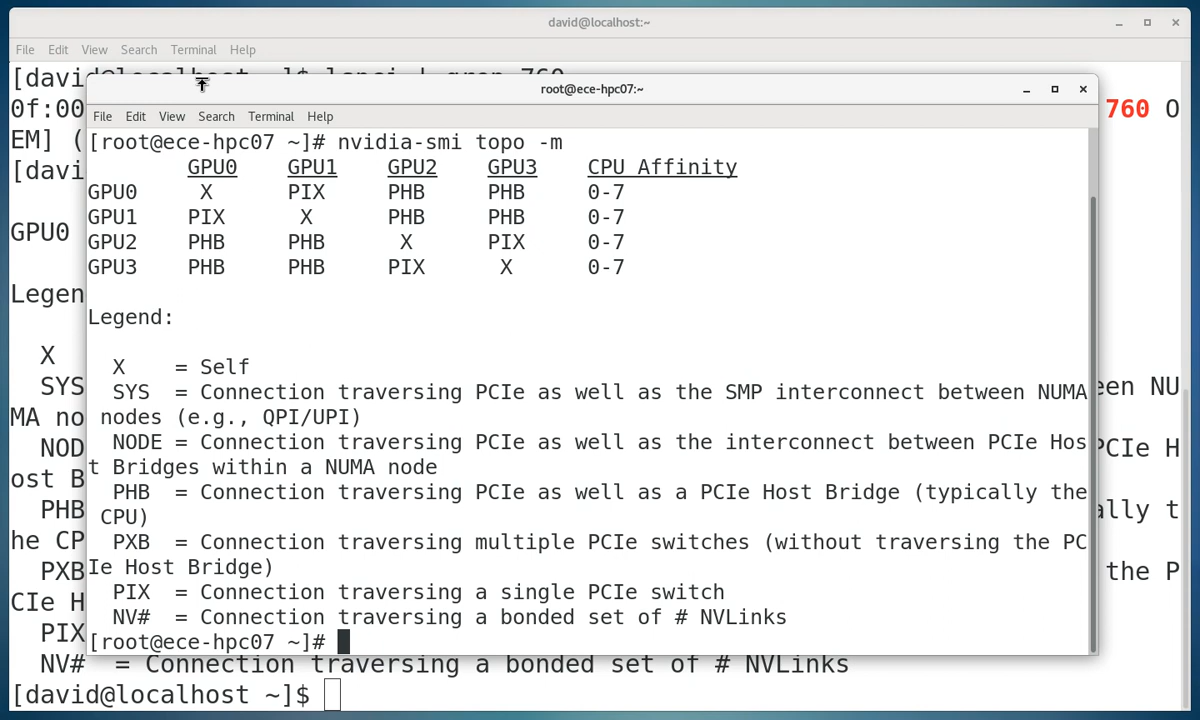 david@localhost:~
File Edit View Search Terminal Help
0f:00 760 O
EM] (
[davi
GPU0
Legen
X
SYS een NU
MA no
NOD PCIe H
ost B
PHB ally t
he CP
PXB the P
CIe H
PIX
NV# = Connection traversing a bonded set of # NVLinks
[david@localhost ~]$
root@ece-hpc07:~
File Edit View Search Terminal Help
[root@ece-hpc07 ~]# nvidia-smi topo -m
GPU0 GPU1 GPU2 GPU3 CPU Affinity
GPU0 X PIX PHB PHB 0-7
GPU1 PIX X PHB PHB 0-7
GPU2 PHB PHB X PIX 0-7
GPU3 PHB PHB PIX X 0-7
Legend:
X = Self
SYS = Connection traversing PCIe as well as the SMP interconnect between NUMA
nodes (e.g., QPI/UPI)
NODE = Connection traversing PCIe as well as the interconnect between PCIe Hos
t Bridges within a NUMA node
PHB = Connection traversing PCIe as well as a PCIe Host Bridge (typically the
CPU)
PXB = Connection traversing multiple PCIe switches (without traversing the PC
Ie Host Bridge)
PIX = Connection traversing a single PCIe switch
NV# = Connection traversing a bonded set of # NVLinks
[root@ece-hpc07 ~]#